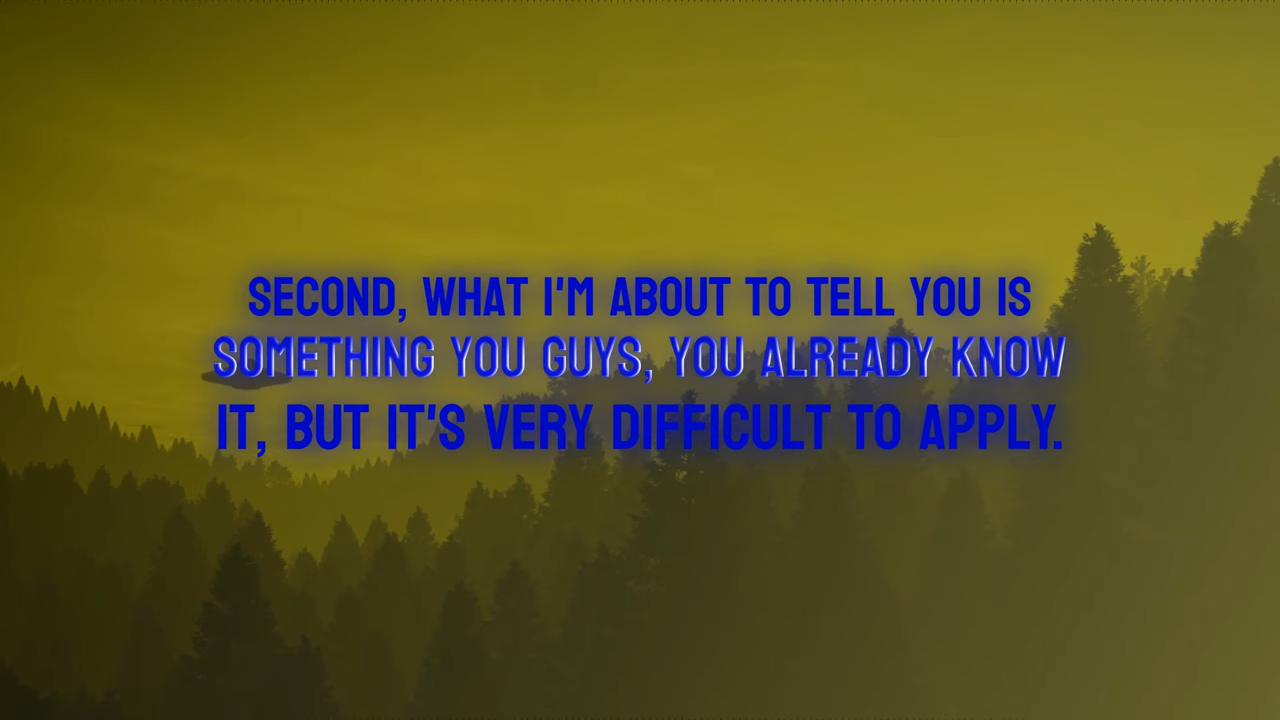 SECOND, WHAT I'M ABOUT TO TELL YOU IS
SOMETHING YOU GUYS, YOU ALREADY KNOW
IT, BUT IT'S VERY DIFFICULT TO APPLY.